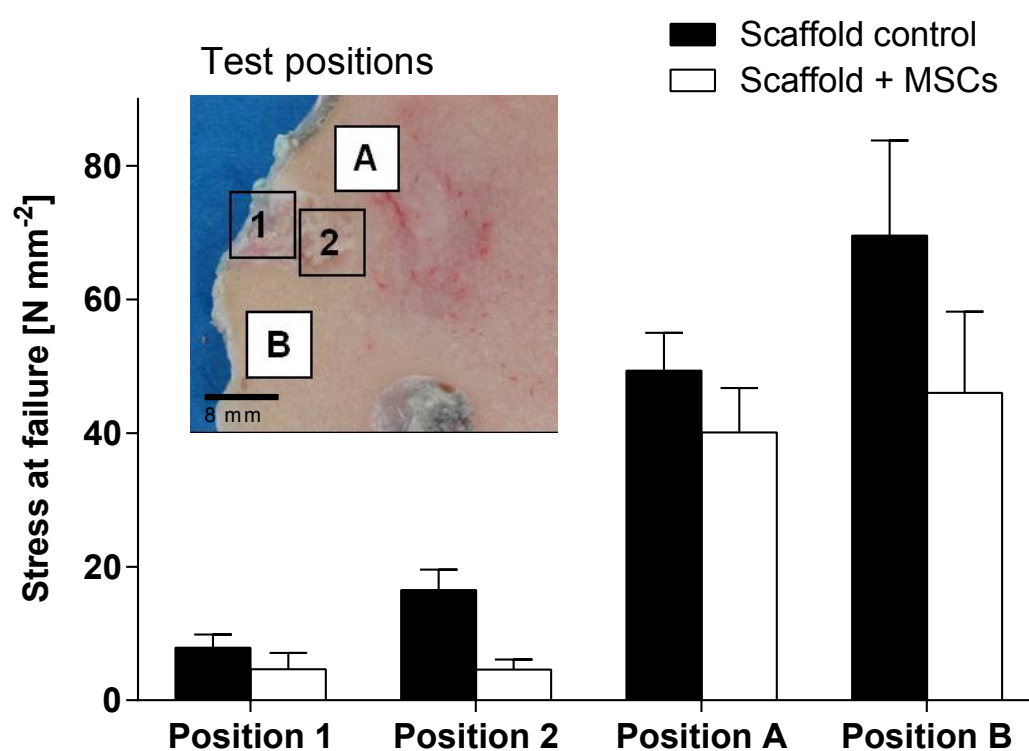 Scaffold control
Scaffold + MSCs
Test positions
A
1
2
B
8 mm
Stress at failure [N mm⁻²]
80
60
40
20
0
Position 1
Position 2
Position A
Position B